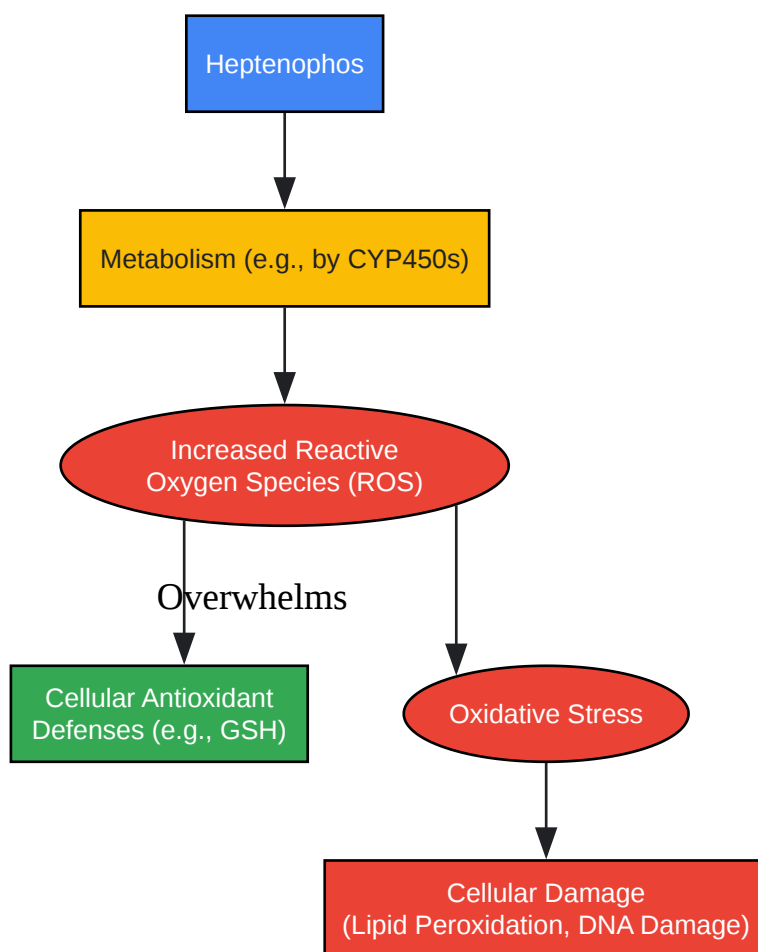 Heptenophos
Metabolism (e.g., by CYP450s)
Increased Reactive
Oxygen Species (ROS)
Overwhelms
Cellular Antioxidant
Defenses (e.g., GSH)
Oxidative Stress
Cellular Damage
(Lipid Peroxidation, DNA Damage)